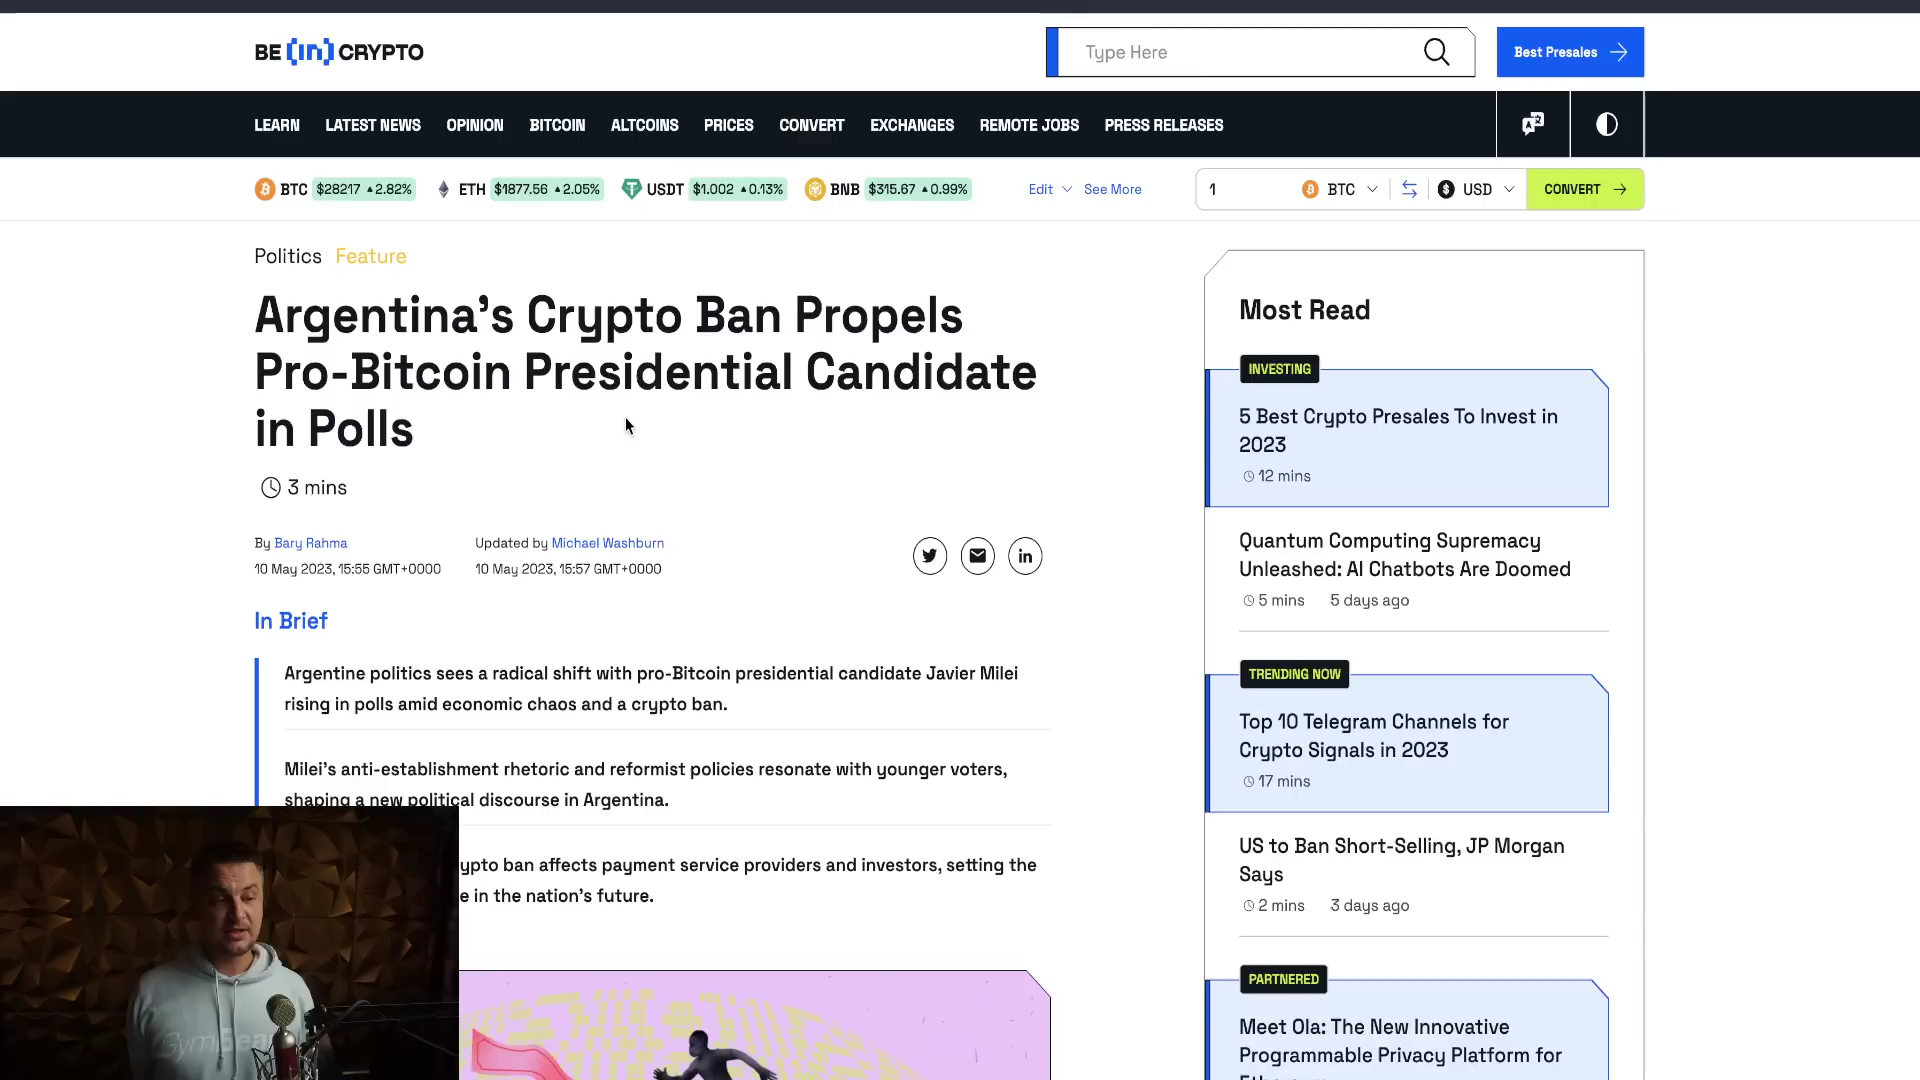 BE [in] CRYPTO
Type Here
Best Presales
LEARN LATEST NEWS OPINION BITCOIN ALTCOINS PRICES CONVERT EXCHANGES REMOTE JOBS PRESS RELEASES
BTC $28217 ▲2.82% ETH $1877.56 ▲2.05% USDT $1.002 ▲0.13% BNB $315.67 ▲0.99% Edit See More 1 BTC USD CONVERT
Politics Feature
Argentina's Crypto Ban Propels
Pro-Bitcoin Presidential Candidate
in Polls
3 mins
By Bary Rahma
10 May 2023, 15:55 GMT+0000
Updated by Michael Washburn
10 May 2023, 15:57 GMT+0000
In Brief
Argentine politics sees a radical shift with pro-Bitcoin presidential candidate Javier Milei
rising in polls amid economic chaos and a crypto ban.
Milei's anti-establishment rhetoric and reformist policies resonate with younger voters,
shaping a new political discourse in Argentina.
ypto ban affects payment service providers and investors, setting the
e in the nation's future.
Most Read
INVESTING
5 Best Crypto Presales To Invest in
2023
12 mins
Quantum Computing Supremacy
Unleashed: AI Chatbots Are Doomed
5 mins 5 days ago
TRENDING NOW
Top 10 Telegram Channels for
Crypto Signals in 2023
17 mins
US to Ban Short-Selling, JP Morgan
Says
2 mins 3 days ago
PARTNERED
Meet Ola: The New Innovative
Programmable Privacy Platform for